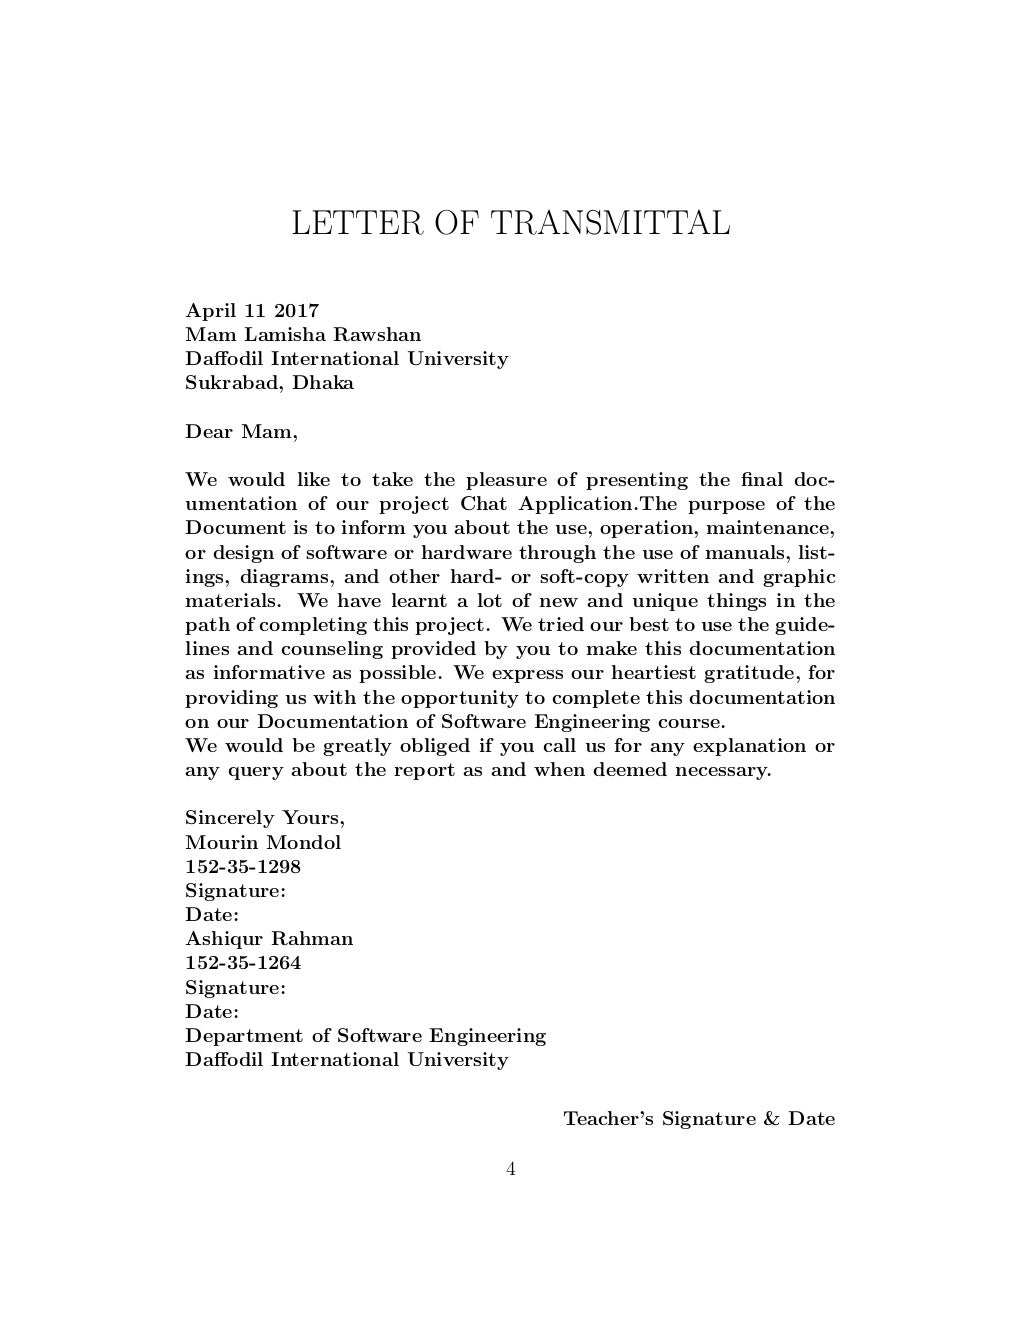 LETTER OF TRANSMITTAL
April 11 2017
Mam Lamisha Rawshan
Daffodil International University
Sukrabad, Dhaka
Dear Mam,
We would like to take the pleasure of presenting the final doc-
umentation of our project Chat Application.The purpose of the
Document is to inform you about the use, operation, maintenance,
or design of software or hardware through the use of manuals, list-
ings, diagrams, and other hard- or soft-copy written and graphic
materials. We have learnt a lot of new and unique things in the
path of completing this project. We tried our best to use the guide-
lines and counseling provided by you to make this documentation
as informative as possible. We express our heartiest gratitude, for
providing us with the opportunity to complete this documentation
on our Documentation of Software Engineering course.
We would be greatly obliged if you call us for any explanation or
any query about the report as and when deemed necessary.
Sincerely Yours,
Mourin Mondol
152-35-1298
Signature:
Date:
Ashiqur Rahman
152-35-1264
Signature:
Date:
Department of Software Engineering
Daffodil International University
Teacher's Signature & Date
4